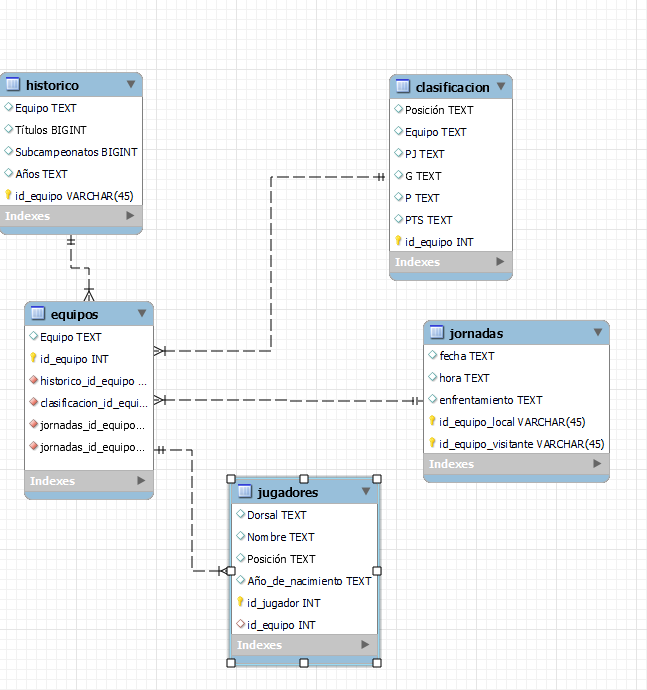 historico
Equipo TEXT
Títulos BIGINT
Subcampeonatos BIGINT
Años TEXT
id_equipo VARCHAR(45)
Indexes
clasificacion
Posición TEXT
Equipo TEXT
PJ TEXT
G TEXT
P TEXT
PTS TEXT
id_equipo INT
Indexes
equipos
Equipo TEXT
id_equipo INT
historico_id_equipo ...
clasificacion_id_equi...
jornadas_id_equipo...
jornadas_id_equipo...
Indexes
jornadas
fecha TEXT
hora TEXT
enfrentamiento TEXT
id_equipo_local VARCHAR(45)
id_equipo_visitante VARCHAR(45)
Indexes
jugadores
Dorsal TEXT
Nombre TEXT
Posición TEXT
Año_de_nacimiento TEXT
id_jugador INT
id_equipo INT
Indexes